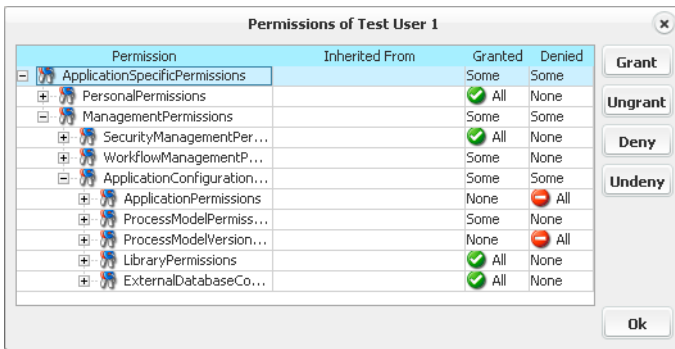 Permissions of Test User 1
Permission Inherited From Granted Denied
ApplicationSpecificPermissions Some Some
PersonalPermissions All None
ManagementPermissions Some Some
SecurityManagementPer... All None
WorkflowManagementP... Some None
ApplicationConfiguration... Some Some
ApplicationPermissions None All
ProcessModelPermiss... Some None
ProcessModelVersion... None All
LibraryPermissions All None
ExternalDatabaseCo... All None
Grant
Ungrant
Deny
Undeny
Ok